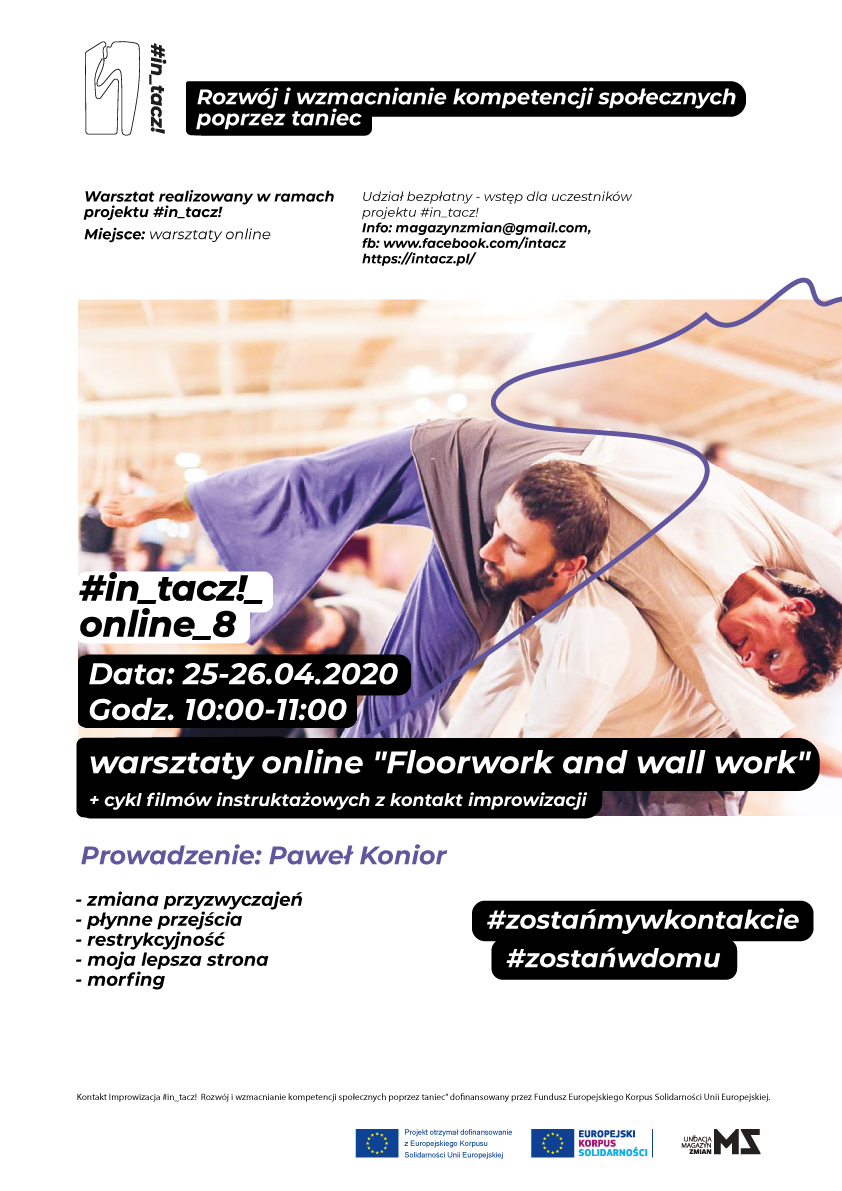 #in_tacz!
Rozwój i wzmacnianie kompetencji społecznych
poprzez taniec
Warsztat realizowany w ramach
projektu #in_tacz!
Miejsce: warsztaty online
Udział bezpłatny - wstęp dla uczestników
projektu #in_tacz!
Info: magazynzmian@gmail.com,
fb: www.facebook.com/intacz
https://intacz.pl/
#in_tacz!_
online_8
Data: 25-26.04.2020
Godz. 10:00-11:00
warsztaty online "Floorwork and wall work"
+ cykl filmów instruktażowych z kontakt improwizacji
Prowadzenie: Paweł Konior
- zmiana przyzwyczajeń
- płynne przejścia
- restrykcyjność
- moja lepsza strona
- morfing
#zostańmywkontakcie
#zostańwdomu
Kontakt Improwizacja #in_tacz! Rozwój i wzmacnianie kompetencji społecznych poprzez taniec" dofinansowany przez Fundusz Europejskiego Korpus Solidarności Unii Europejskiej.
Projekt otrzymał dofinansowanie
z Europejskiego Korpusu
Solidarności Unii Europejskiej
EUROPEJSKI
KORPUS
SOLIDARNOŚCI
FUNDACJA
MAGAZYN
ZMIAN
MZ